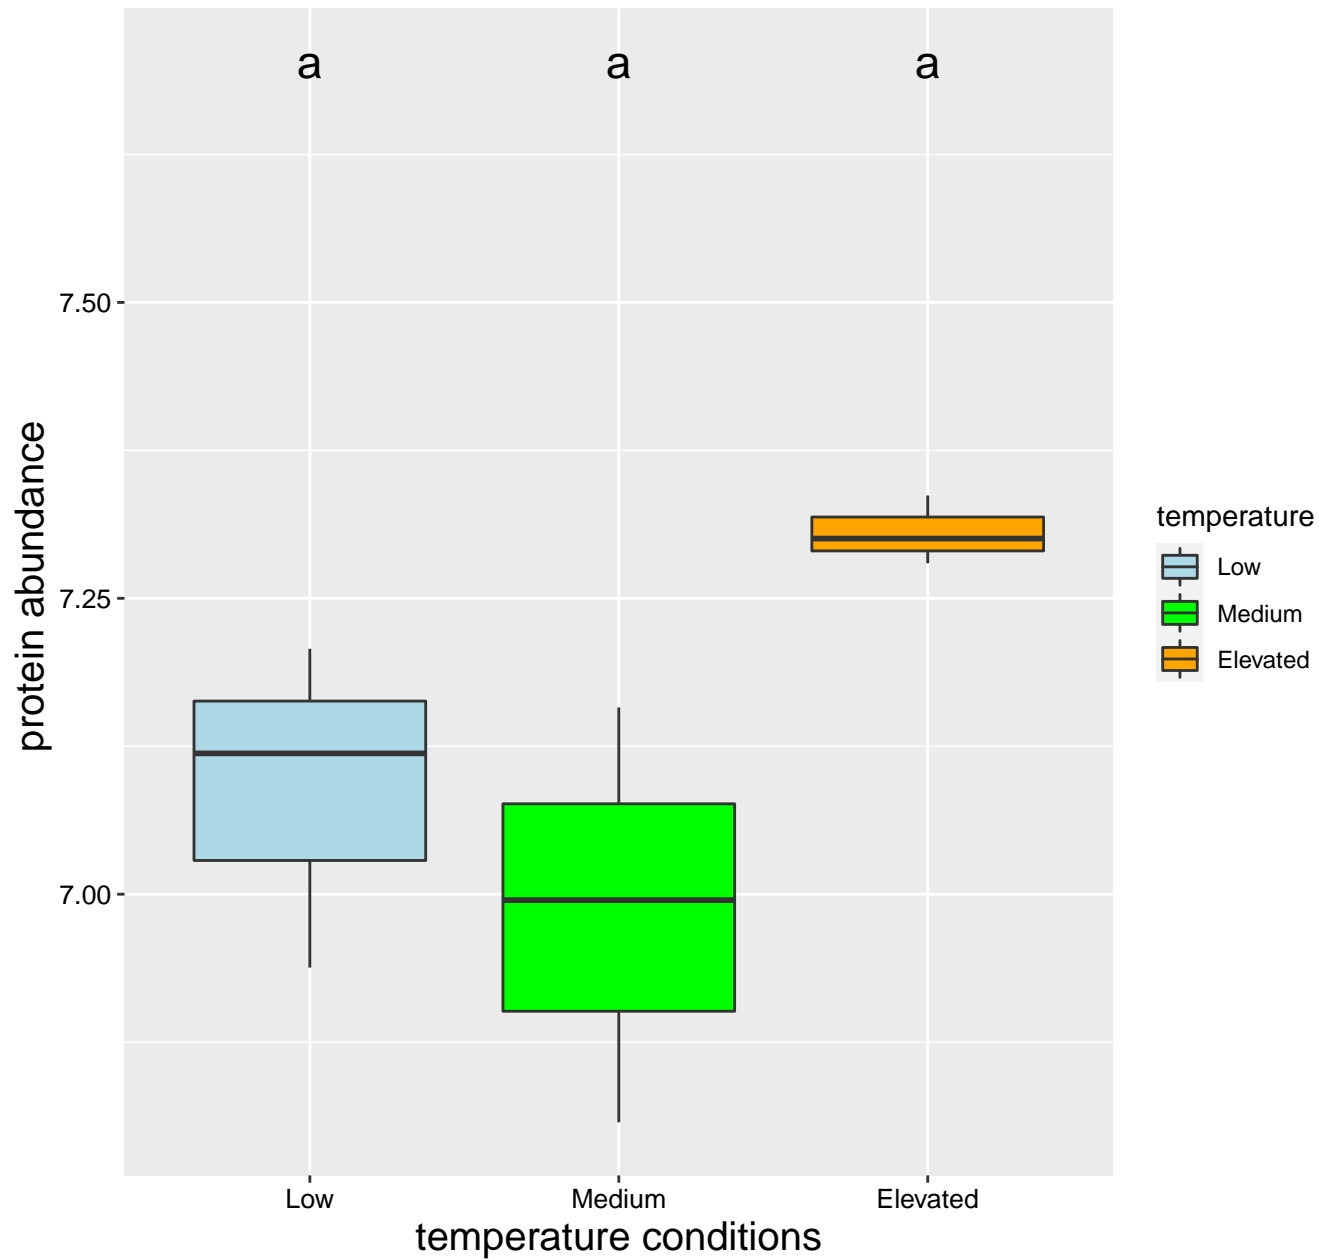 a a a
7.50
7.25
7.00
protein abundance
Low Medium Elevated
temperature conditions
temperature
Low
Medium
Elevated